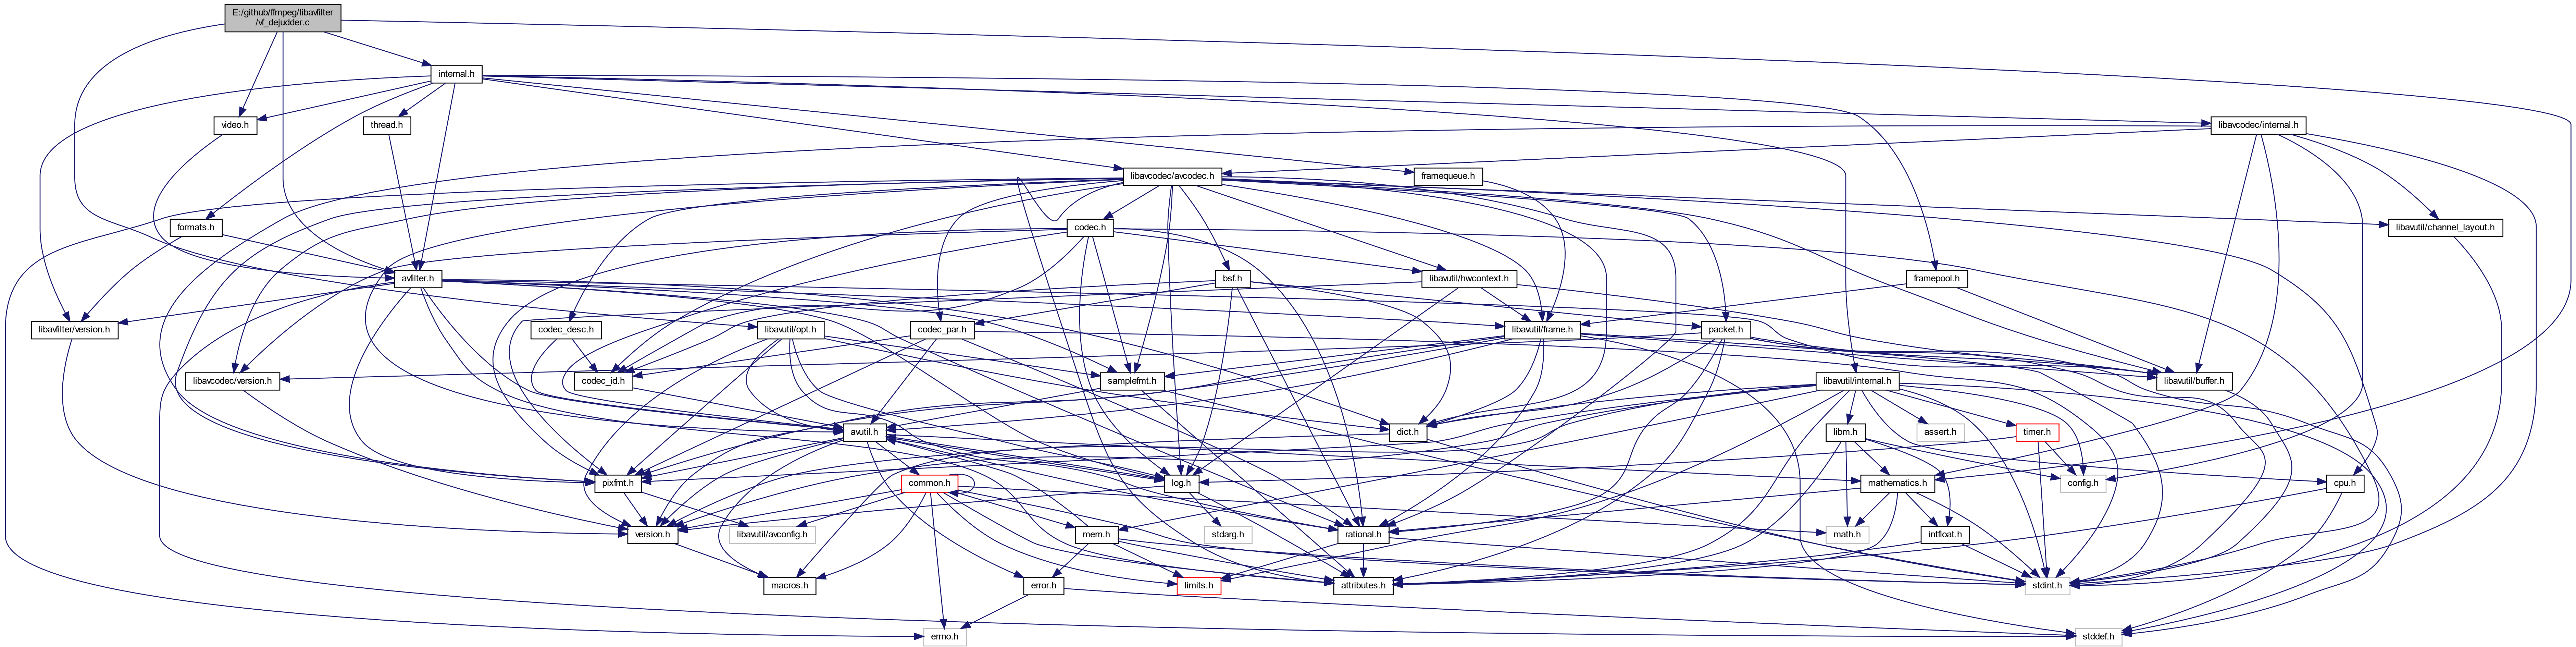 E:/github/ffmpeg/libavfilter
/vf_dejudder.c
internal.h
video.h
thread.h
libavcodec/internal.h
libavcodec/avcodec.h
framequeue.h
formats.h
codec.h
libavutil/channel_layout.h
avfilter.h
bsf.h
libavutil/hwcontext.h
framepool.h
libavfilter/version.h
codec_desc.h
libavutil/opt.h
codec_par.h
libavutil/frame.h
packet.h
libavcodec/version.h
codec_id.h
samplefmt.h
libavutil/internal.h
libavutil/buffer.h
avutil.h
dict.h
libm.h
assert.h
timer.h
pixfmt.h
common.h
log.h
mathematics.h
config.h
cpu.h
version.h
libavutil/avconfig.h
mem.h
stdarg.h
rational.h
math.h
intfloat.h
macros.h
error.h
limits.h
attributes.h
stdint.h
errno.h
stddef.h